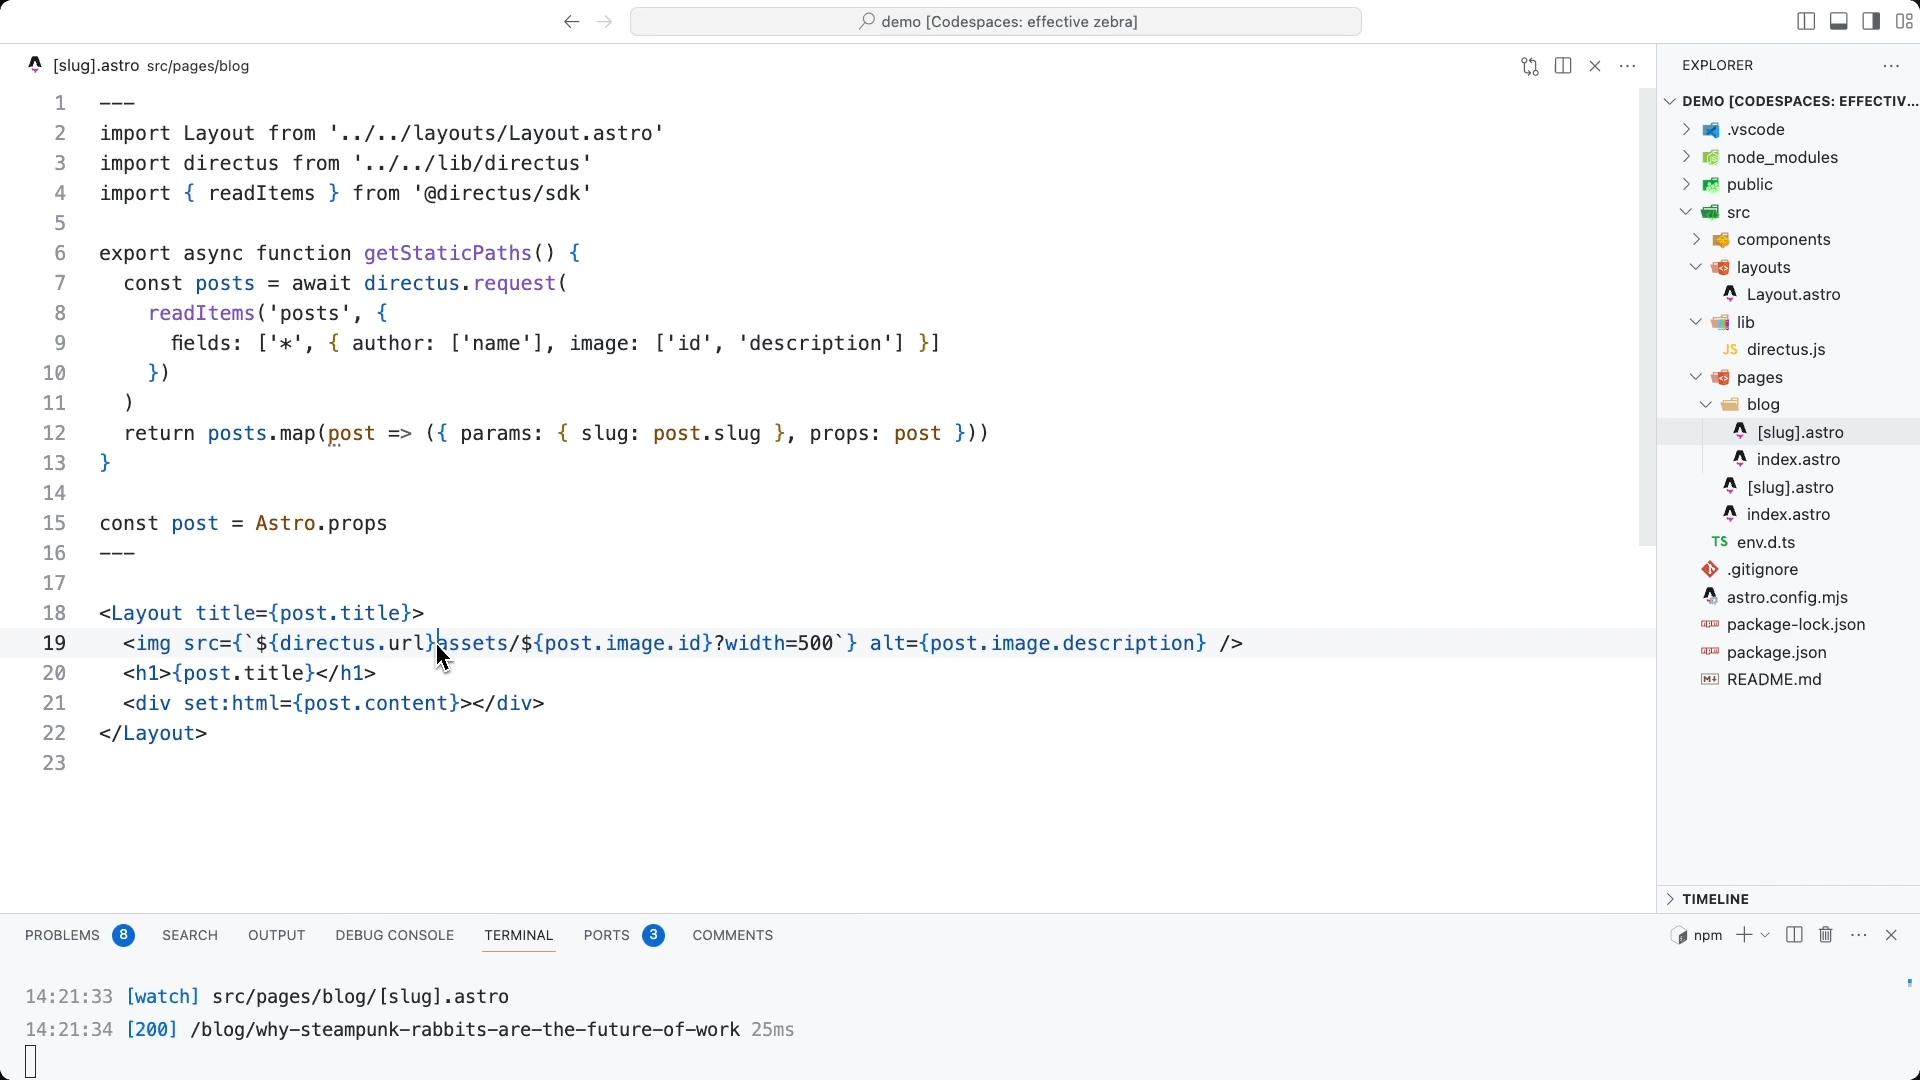 demo [Codespaces: effective zebra]
[slug].astro src/pages/blog
1 ---
2 import Layout from '../../layouts/Layout.astro'
3 import directus from '../../lib/directus'
4 import { readItems } from '@directus/sdk'
5
6 export async function getStaticPaths() {
7   const posts = await directus.request(
8     readItems('posts', {
9       fields: ['*', { author: ['name'], image: ['id', 'description'] }]
10     })
11   )
12   return posts.map(post => ({ params: { slug: post.slug }, props: post }))
13 }
14
15 const post = Astro.props
16 ---
17
18 <Layout title={post.title}>
19   <img src={`${directus.url}assets/${post.image.id}?width=500`} alt={post.image.description} />
20   <h1>{post.title}</h1>
21   <div set:html={post.content}></div>
22 </Layout>
23
EXPLORER
DEMO [CODESPACES: EFFECTIV...
.vscode
node_modules
public
src
components
layouts
Layout.astro
lib
JS directus.js
pages
blog
[slug].astro
index.astro
[slug].astro
index.astro
TS env.d.ts
.gitignore
astro.config.mjs
package-lock.json
package.json
README.md
TIMELINE
PROBLEMS 8 SEARCH OUTPUT DEBUG CONSOLE TERMINAL PORTS 3 COMMENTS
npm
14:21:33 [watch] src/pages/blog/[slug].astro
14:21:34 [200] /blog/why-steampunk-rabbits-are-the-future-of-work 25ms